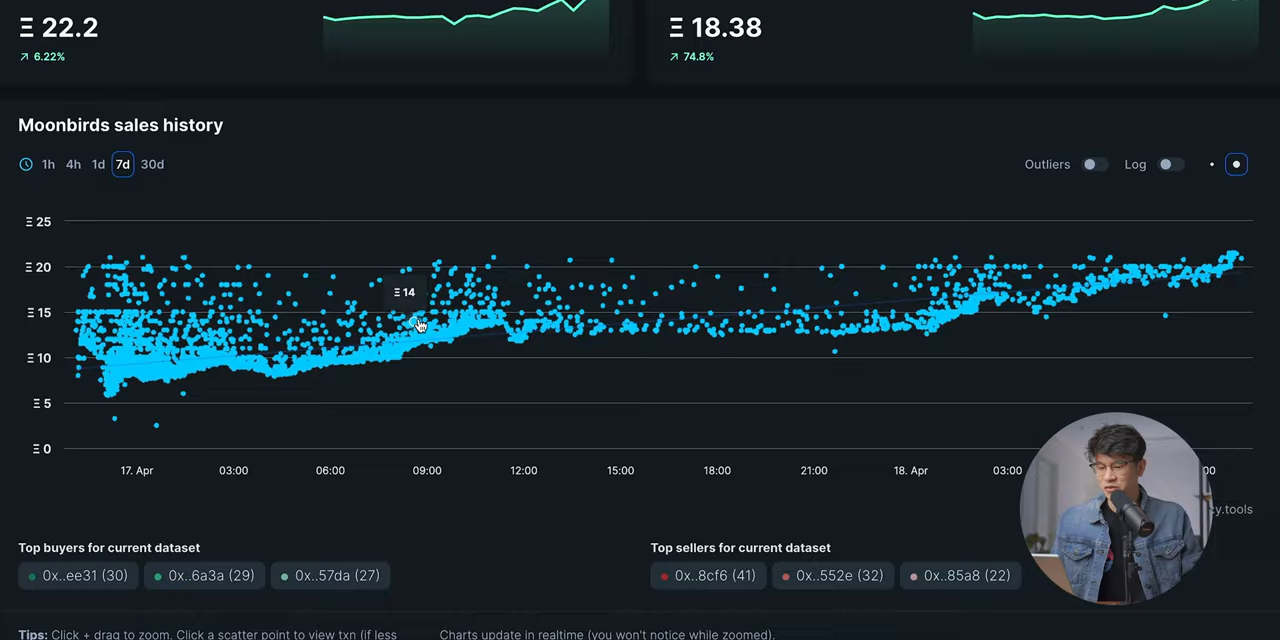 Ξ 22.2
Ξ 18.38
↗ 6.22%
↗ 74.8%
Moonbirds sales history
1h 4h 1d 7d 30d
Outliers Log
Ξ 25
Ξ 20
Ξ 14
Ξ 15
Ξ 10
Ξ 5
Ξ 0
17. Apr 03:00 06:00 09:00 12:00 15:00 18:00 21:00 18. Apr 03:00 00
cy.tools
Top buyers for current dataset
0x..ee31 (30) 0x..6a3a (29) 0x..57da (27)
Top sellers for current dataset
0x..8cf6 (41) 0x..552e (32) 0x..85a8 (22)
Tips: Click + drag to zoom. Click a scatter point to view txn (if less
Charts update in realtime (you won't notice while zoomed).